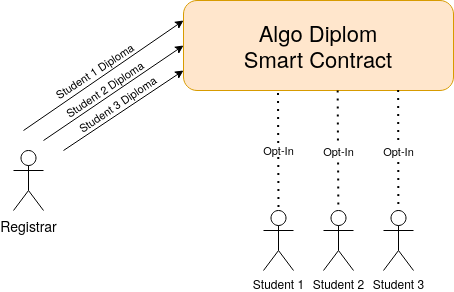 Algo Diplom
Smart Contract
Student 1 Diploma
Student 2 Diploma
Student 3 Diploma
Opt-In
Opt-In
Opt-In
Registrar
Student 1
Student 2
Student 3